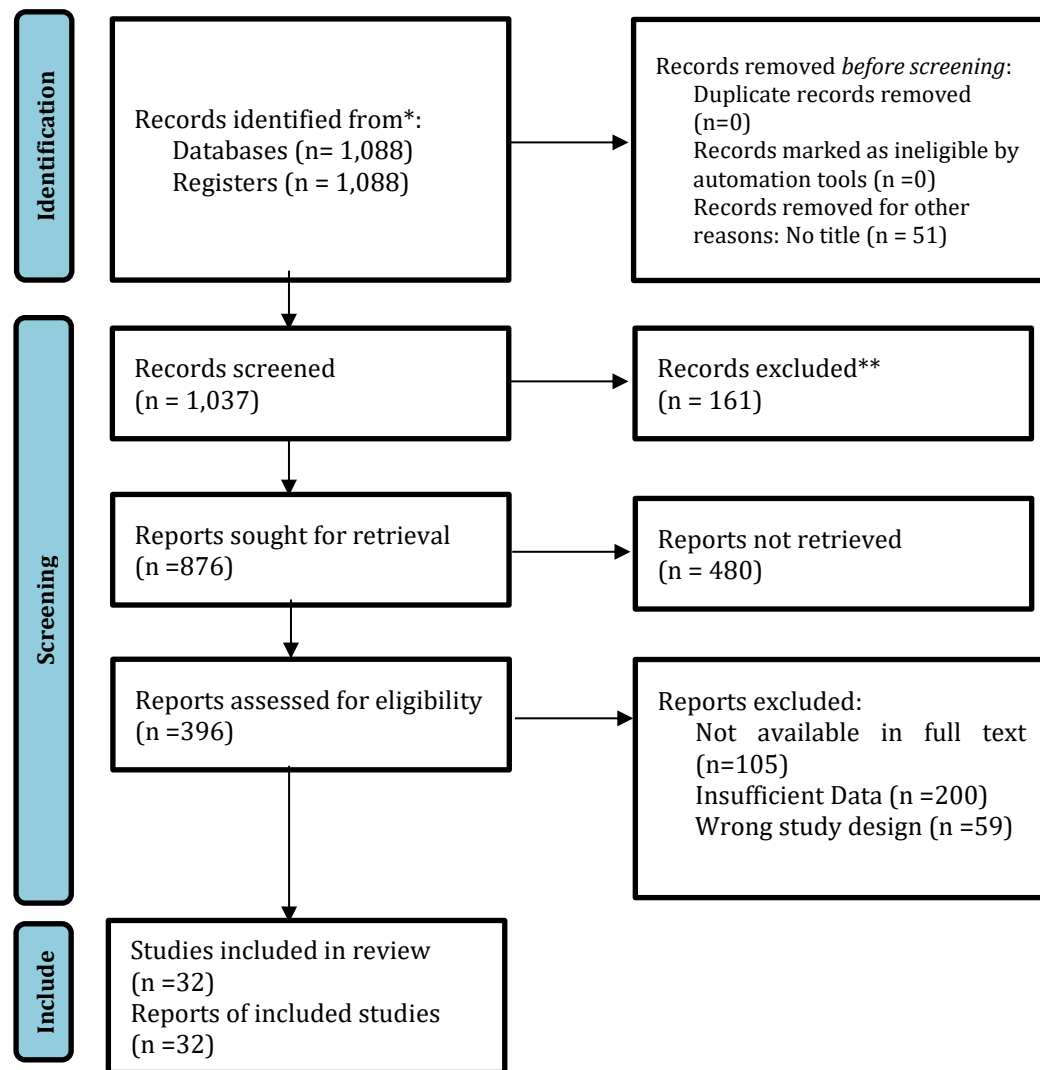 Identification
Records identified from*:
Databases (n= 1,088)
Registers (n = 1,088)
Records removed before screening:
Duplicate records removed
(n=0)
Records marked as ineligible by
automation tools (n =0)
Records removed for other
reasons: No title (n = 51)
Screening
Records screened
(n = 1,037)
Records excluded**
(n = 161)
Reports sought for retrieval
(n =876)
Reports not retrieved
(n = 480)
Reports assessed for eligibility
(n =396)
Reports excluded:
Not available in full text
(n=105)
Insufficient Data (n =200)
Wrong study design (n =59)
Include
Studies included in review
(n =32)
Reports of included studies
(n =32)